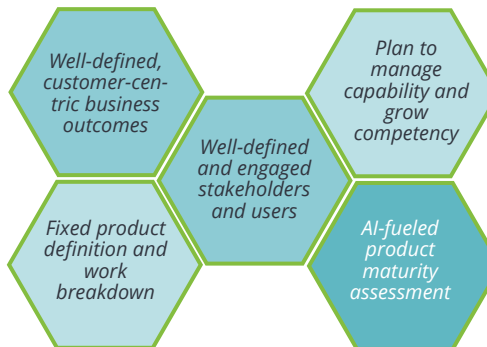 Well-defined,
customer-cen-
tric business
outcomes
Plan to
manage
capability and
grow
competency
Well-defined
and engaged
stakeholders
and users
Fixed product
definition and
work
breakdown
AI-fueled
product
maturity
assessment